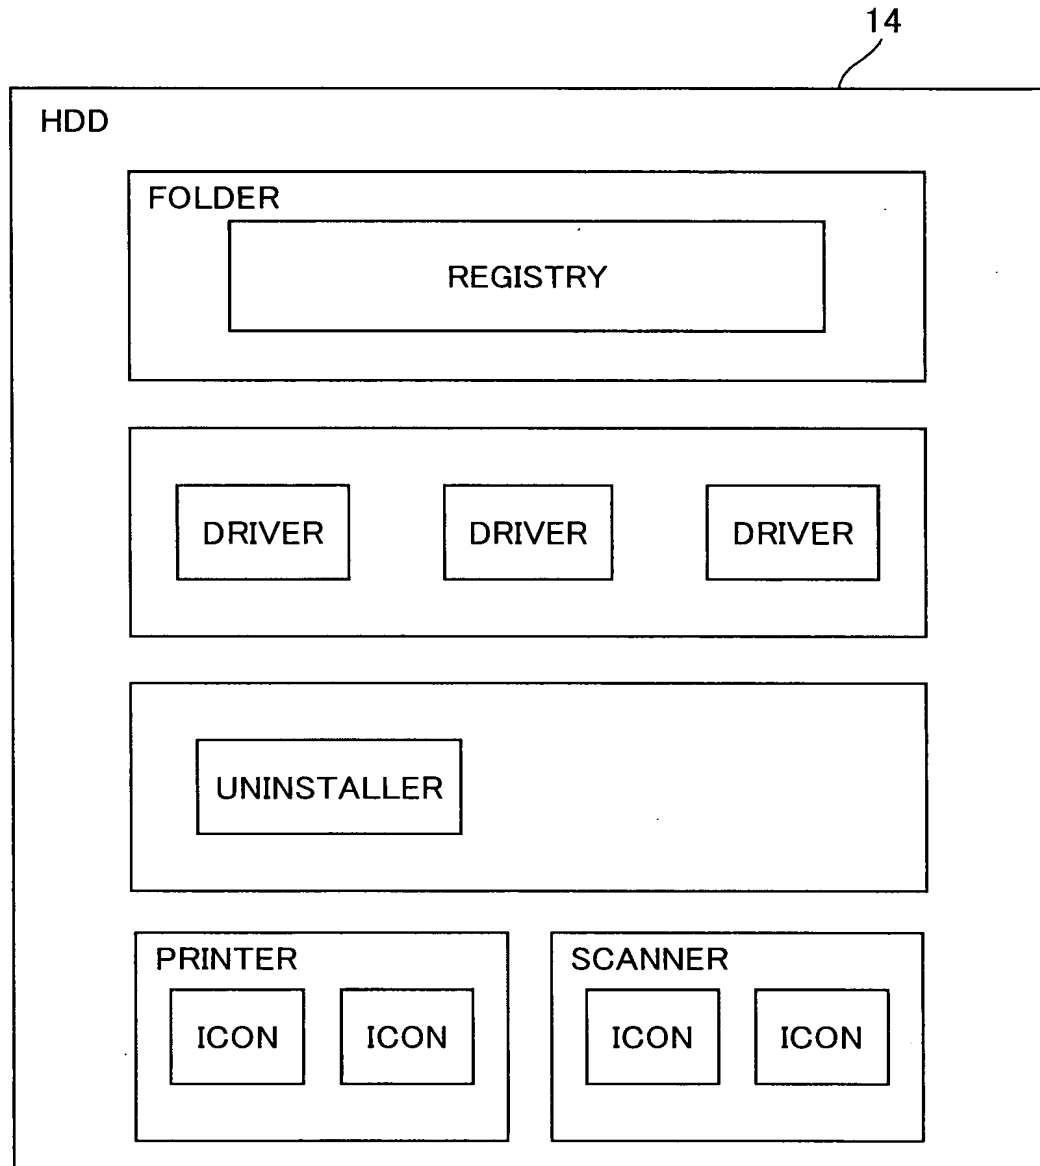 14
HDD
FOLDER
REGISTRY
DRIVER DRIVER DRIVER
UNINSTALLER
PRINTER SCANNER
ICON ICON ICON ICON